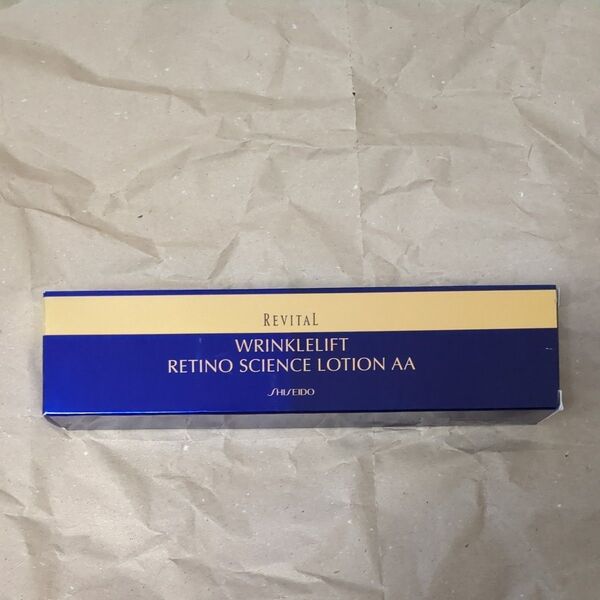 REVITAL
WRINKLELIFT
RETINO SCIENCE LOTION AA
SHISEIDO